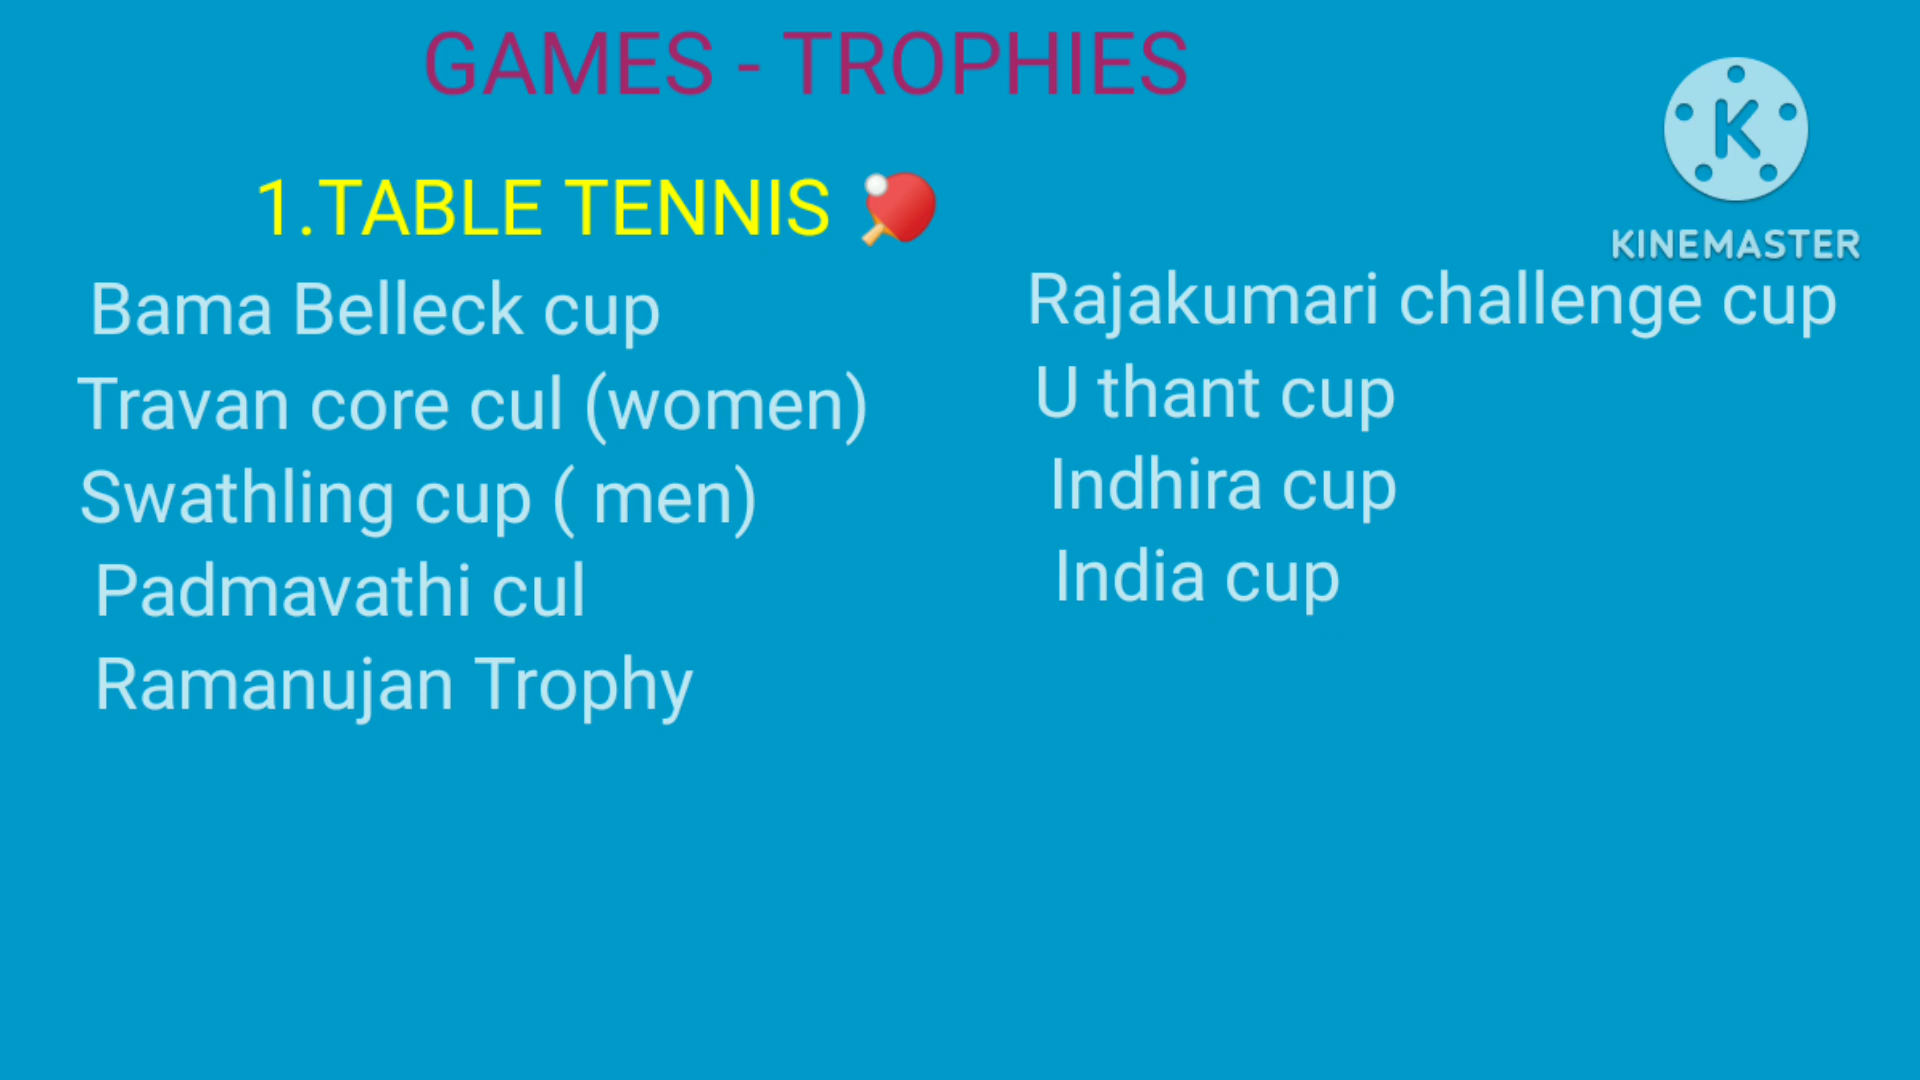 GAMES - TROPHIES
K
KINEMASTER
1.TABLE TENNIS
Bama Belleck cup
Travan core cul (women)
Swathling cup ( men)
Padmavathi cul
Ramanujan Trophy
Rajakumari challenge cup
U thant cup
Indhira cup
India cup